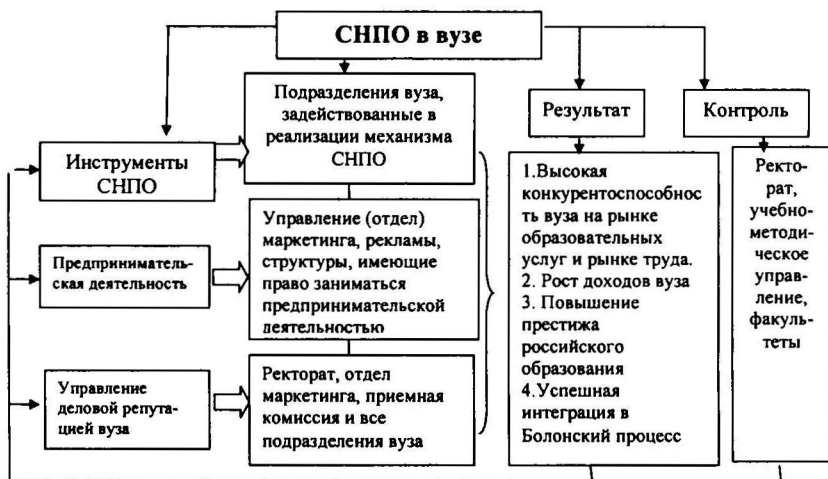 СНПО в вузе
Подразделения вуза,
задействованные в
реализации механизма
СНПО
Результат
Контроль
Инструменты
СНПО
1.Высокая
конкурентоспособнос
ть вуза на рынке
образовательных
услуг и рынке труда.
2. Рост доходов вуза
3. Повышение
престижа
российского
образования
4.Успешная
интеграция в
Болонский процесс
Ректо-
рат,
учебно-
методи-
ческое
управ-
ление,
факуль-
теты
Предприниматель-
ская деятельность
Управление (отдел)
маркетинга, рекламы,
структуры, имеющие
право заниматься
предпринимательской
деятельностью
Управление
деловой репута-
цией вуза
Ректорат, отдел
маркетинга, приемная
комиссия и все
подразделения вуза